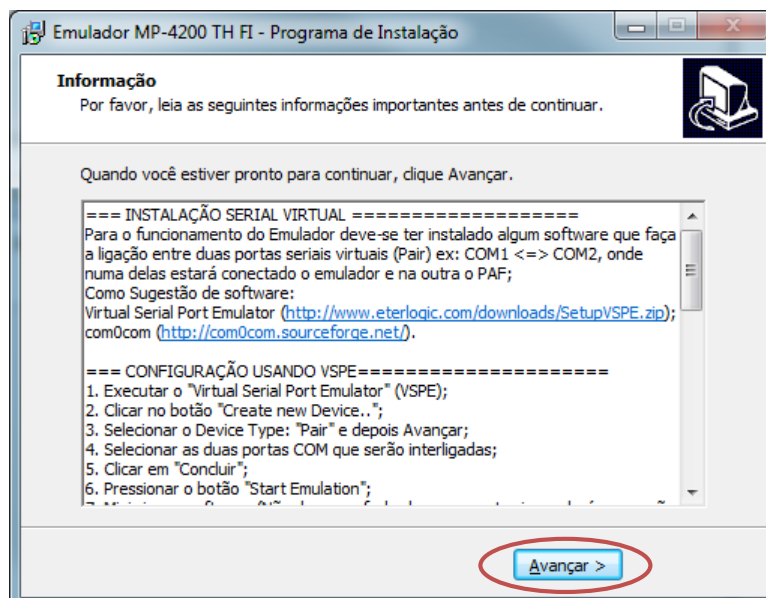 Emulador MP-4200 TH FI - Programa de Instalação
Informação
Por favor, leia as seguintes informações importantes antes de continuar.
Quando você estiver pronto para continuar, clique Avançar.
=== INSTALAÇÃO SERIAL VIRTUAL ====================
Para o funcionamento do Emulador deve-se ter instalado algum software que faça
a ligação entre duas portas seriais virtuais (Pair) ex: COM1 <=> COM2, onde
numa delas estará conectado o emulador e na outra o PAF;
Como Sugestão de software:
Virtual Serial Port Emulator (http://www.eterlogic.com/downloads/SetupVSPE.zip);
com0com (http://com0com.sourceforge.net/).
=== CONFIGURAÇÃO USANDO VSPE======================
1. Executar o "Virtual Serial Port Emulator" (VSPE);
2. Clicar no botão "Create new Device..";
3. Selecionar o Device Type: "Pair" e depois Avançar;
4. Selecionar as duas portas COM que serão interligadas;
5. Clicar em "Concluir";
6. Pressionar o botão "Start Emulation";
Avançar >